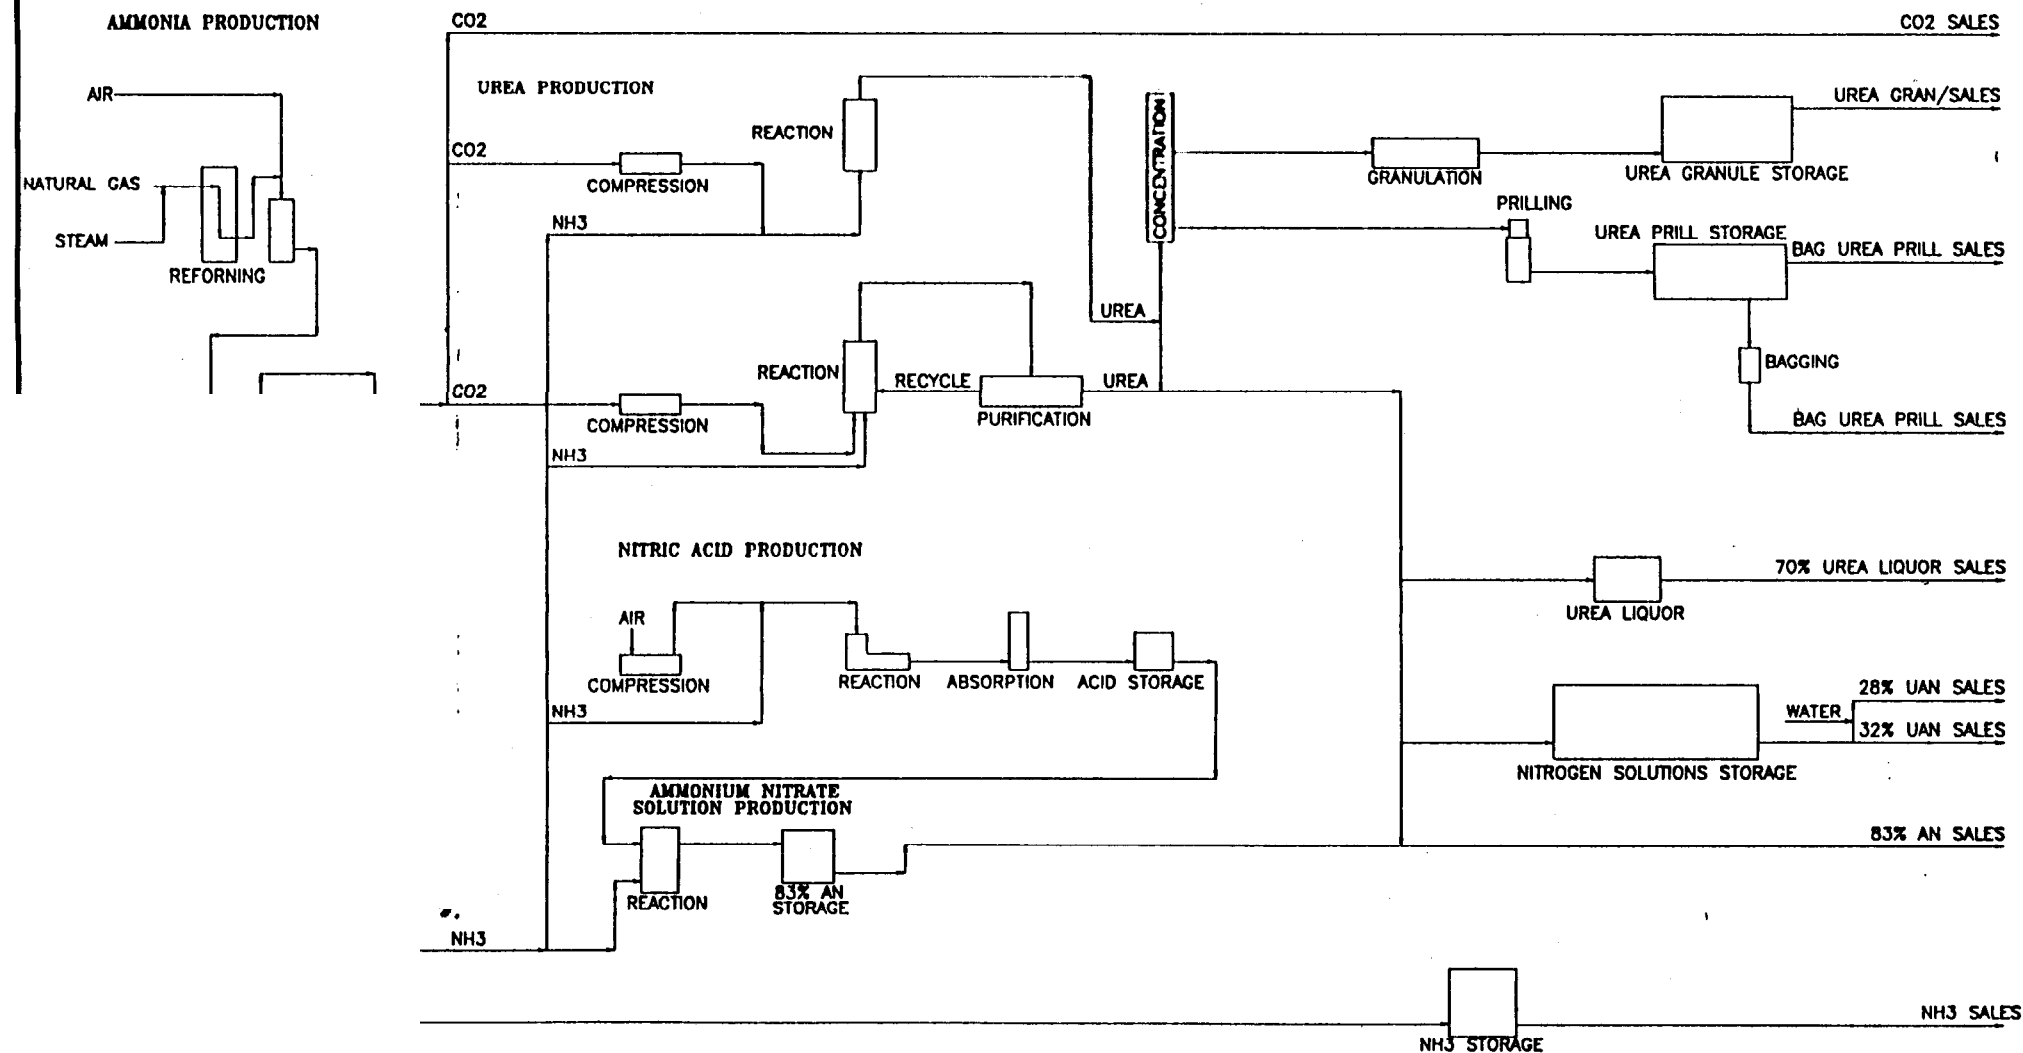 AMMONIA PRODUCTION
CO2
CO2 SALES
AIR
UREA PRODUCTION
UREA GRAN/SALES
REACTION
CONCENTRATION
CO2
COMPRESSION
NATURAL GAS
GRANULATION
UREA GRANULE STORAGE
PRILLING
NH3
STEAM
UREA PRILL STORAGE
BAG UREA PRILL SALES
REFORNING
UREA
REACTION
RECYCLE
UREA
BAGGING
CO2
COMPRESSION
PURIFICATION
BAG UREA PRILL SALES
NH3
NITRIC ACID PRODUCTION
70% UREA LIQUOR SALES
AIR
UREA LIQUOR
COMPRESSION
REACTION
ABSORPTION
ACID STORAGE
28% UAN SALES
NH3
WATER
32% UAN SALES
NITROGEN SOLUTIONS STORAGE
AMMONIUM NITRATE
SOLUTION PRODUCTION
83% AN SALES
REACTION
83% AN
STORAGE
NH3
NH3 SALES
NH3 STORAGE